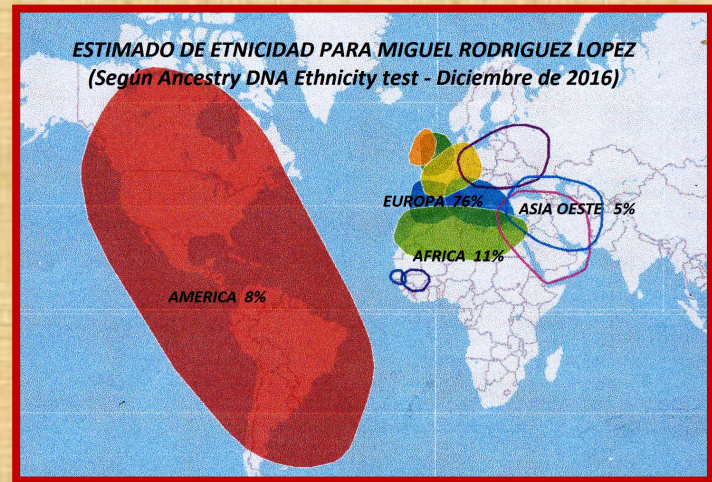 ESTIMADO DE ETNICIDAD PARA MIGUEL RODRIGUEZ LOPEZ
(Según Ancestry DNA Ethnicity test - Diciembre de 2016)
EUROPA 76%
ASIA OESTE 5%
AFRICA 11%
AMERICA 8%